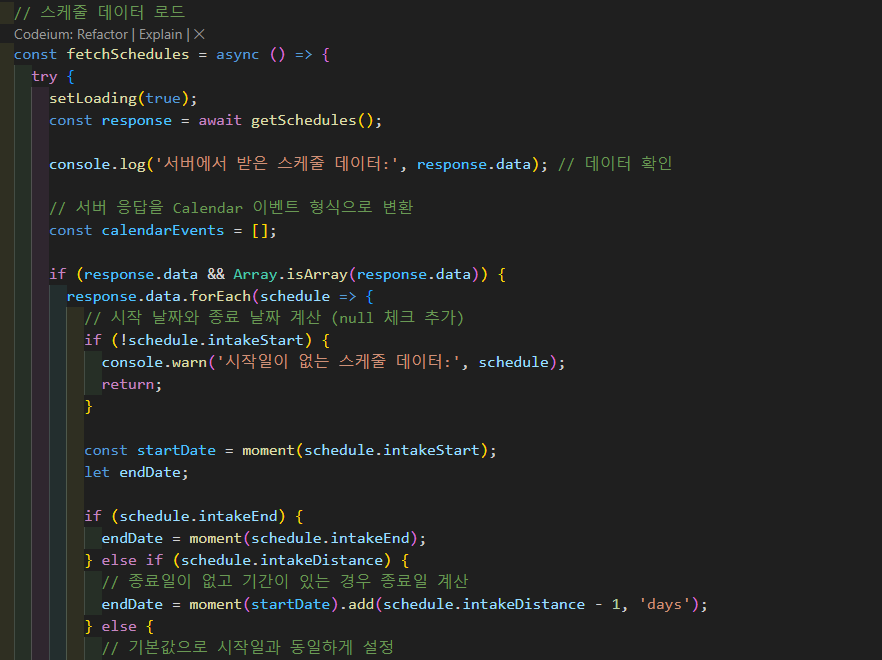 // 스케줄 데이터 로드
Codeium: Refactor | Explain | ✕
const fetchSchedules = async () => {
try {
setLoading(true);
const response = await getSchedules();
console.log('서버에서 받은 스케줄 데이터:', response.data); // 데이터 확인
// 서버 응답을 Calendar 이벤트 형식으로 변환
const calendarEvents = [];
if (response.data && Array.isArray(response.data)) {
response.data.forEach(schedule => {
// 시작 날짜와 종료 날짜 계산 (null 체크 추가)
if (!schedule.intakeStart) {
console.warn('시작일이 없는 스케줄 데이터:', schedule);
return;
}
const startDate = moment(schedule.intakeStart);
let endDate;
if (schedule.intakeEnd) {
endDate = moment(schedule.intakeEnd);
} else if (schedule.intakeDistance) {
// 종료일이 없고 기간이 있는 경우 종료일 계산
endDate = moment(startDate).add(schedule.intakeDistance - 1, 'days');
} else {
// 기본값으로 시작일과 동일하게 설정